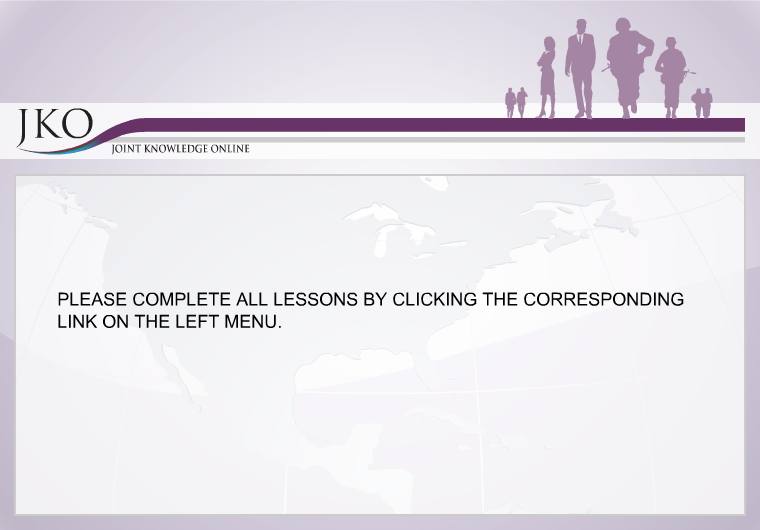 JKO
JOINT KNOWLEDGE ONLINE
PLEASE COMPLETE ALL LESSONS BY CLICKING THE CORRESPONDING
LINK ON THE LEFT MENU.